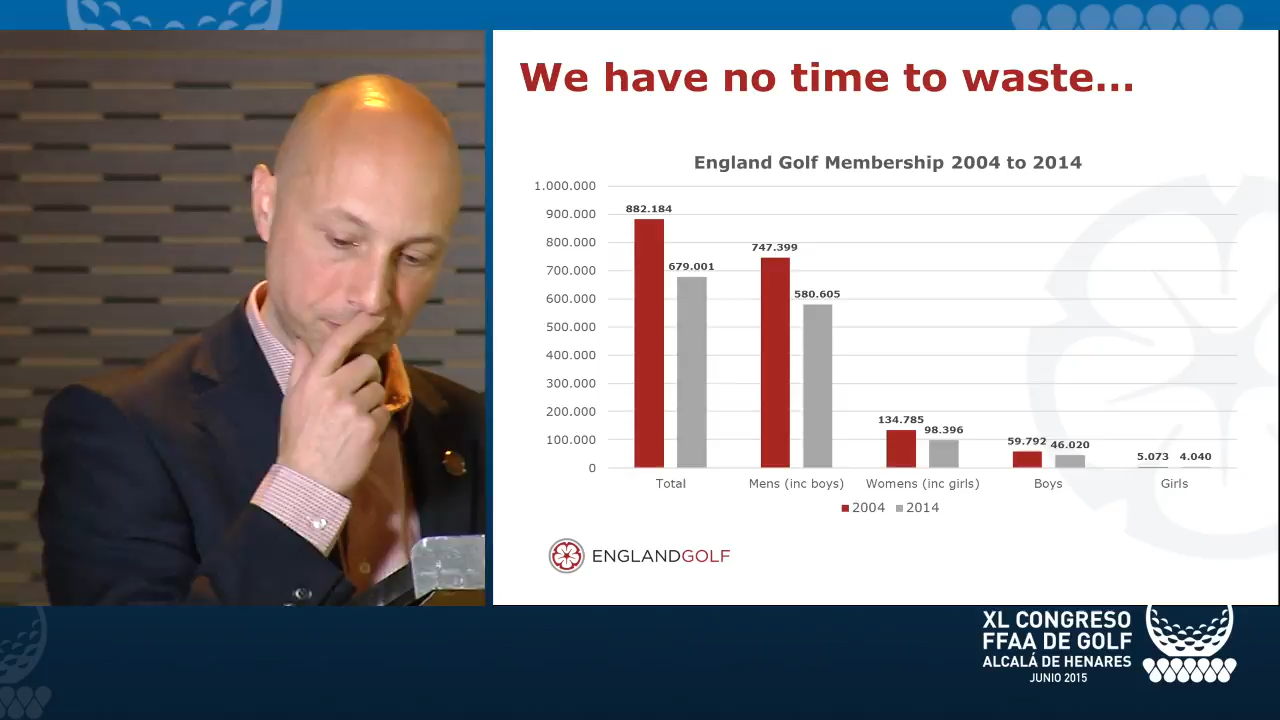 We have no time to waste...
England Golf Membership 2004 to 2014
1.000.000
900.000
800.000
700.000
600.000
500.000
400.000
300.000
200.000
100.000
0
882.184
679.001
747.399
580.605
134.785
98.396
59.792
46.020
5.073
4.040
Total
Mens (inc boys)
Womens (inc girls)
Boys
Girls
2004
2014
ENGLANDGOLF
XL CONGRESO
FFAA DE GOLF
ALCALÁ DE HENARES
JUNIO 2015